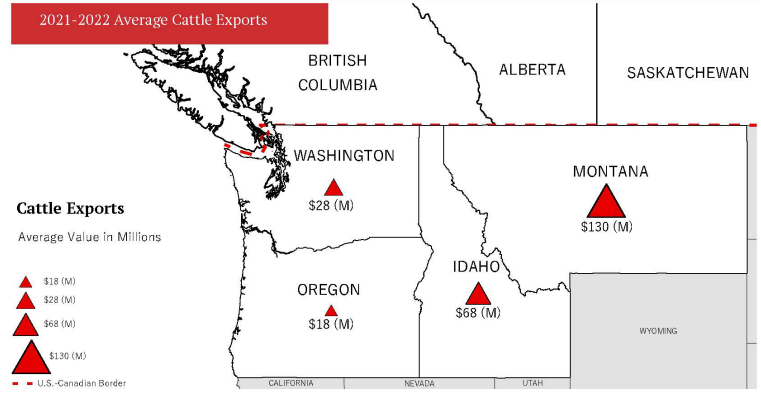 2021-2022 Average Cattle Exports
BRITISH
COLUMBIA
ALBERTA
SASKATCHEWAN
WASHINGTON
$28 (M)
MONTANA
$130 (M)
IDAHO
$68 (M)
OREGON
$18 (M)
WYOMING
CALIFORNIA
NEVADA
UTAH
Cattle Exports
Average Value in Millions
$18 (M)
$28 (M)
$68 (M)
$130 (M)
U.S.-Canadian Border